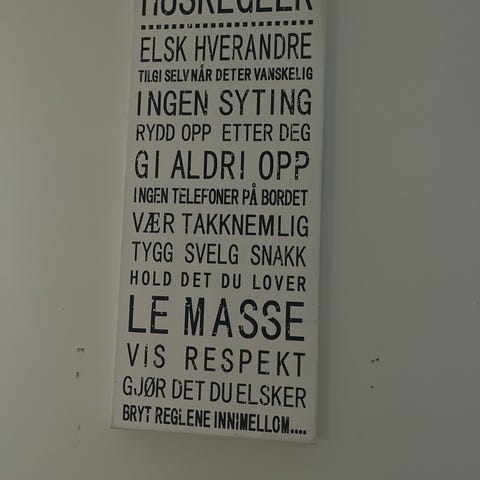 HUSREGLER
ELSK HVERANDRE
TILGI SELV NÅR DET ER VANSKELIG
INGEN SYTING
RYDD OPP ETTER DEG
GI ALDRI OPP
INGEN TELEFONER PÅ BORDET
VÆR TAKKNEMLIG
TYGG SVELG SNAKK
HOLD DET DU LOVER
LE MASSE
VIS RESPEKT
GJØR DET DU ELSKER
BRYT REGLENE INNIMELLOM....